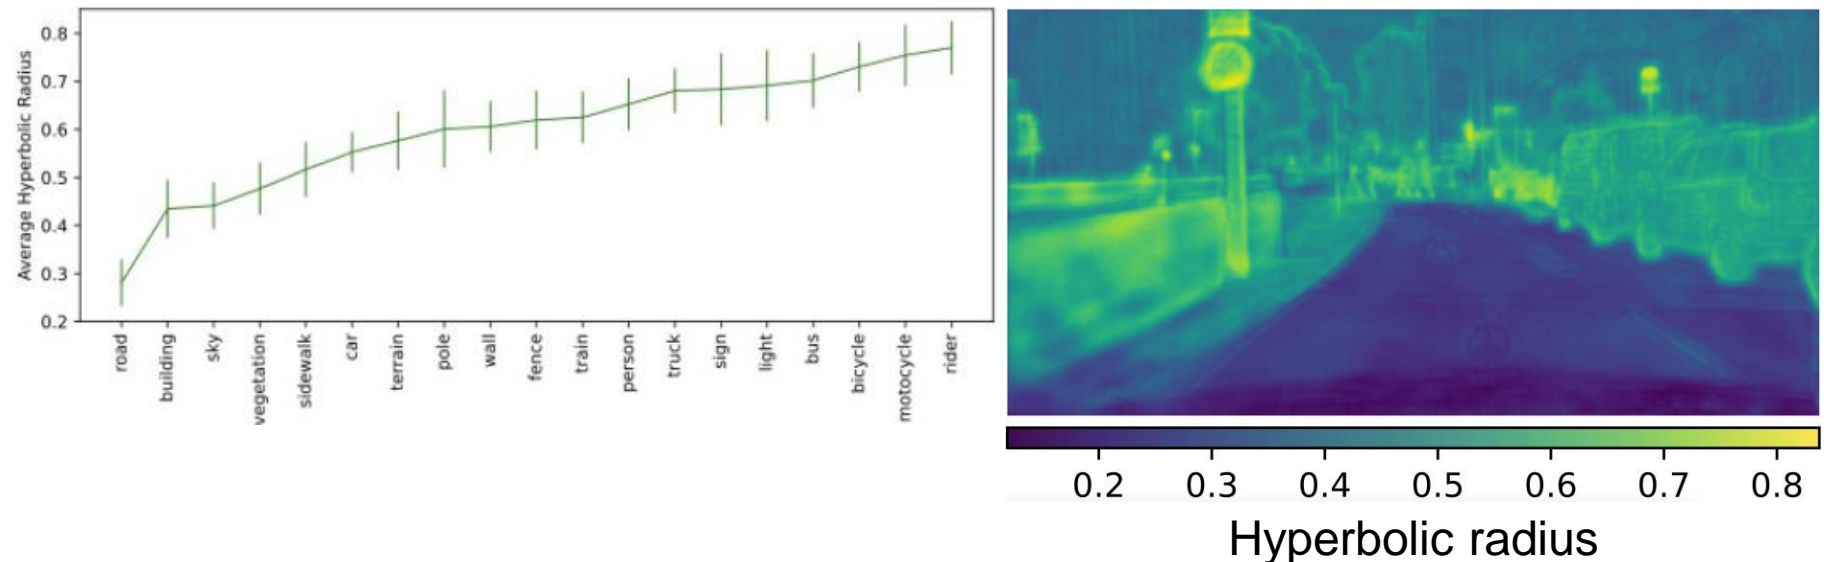 Average Hyperbolic Radius
0.8
0.7
0.6
0.5
0.4
0.3
0.2
road
building
sky
vegetation
sidewalk
car
terrain
pole
wall
fence
train
person
truck
sign
light
bus
bicycle
motocycle
rider
0.2 0.3 0.4 0.5 0.6 0.7 0.8
Hyperbolic radius